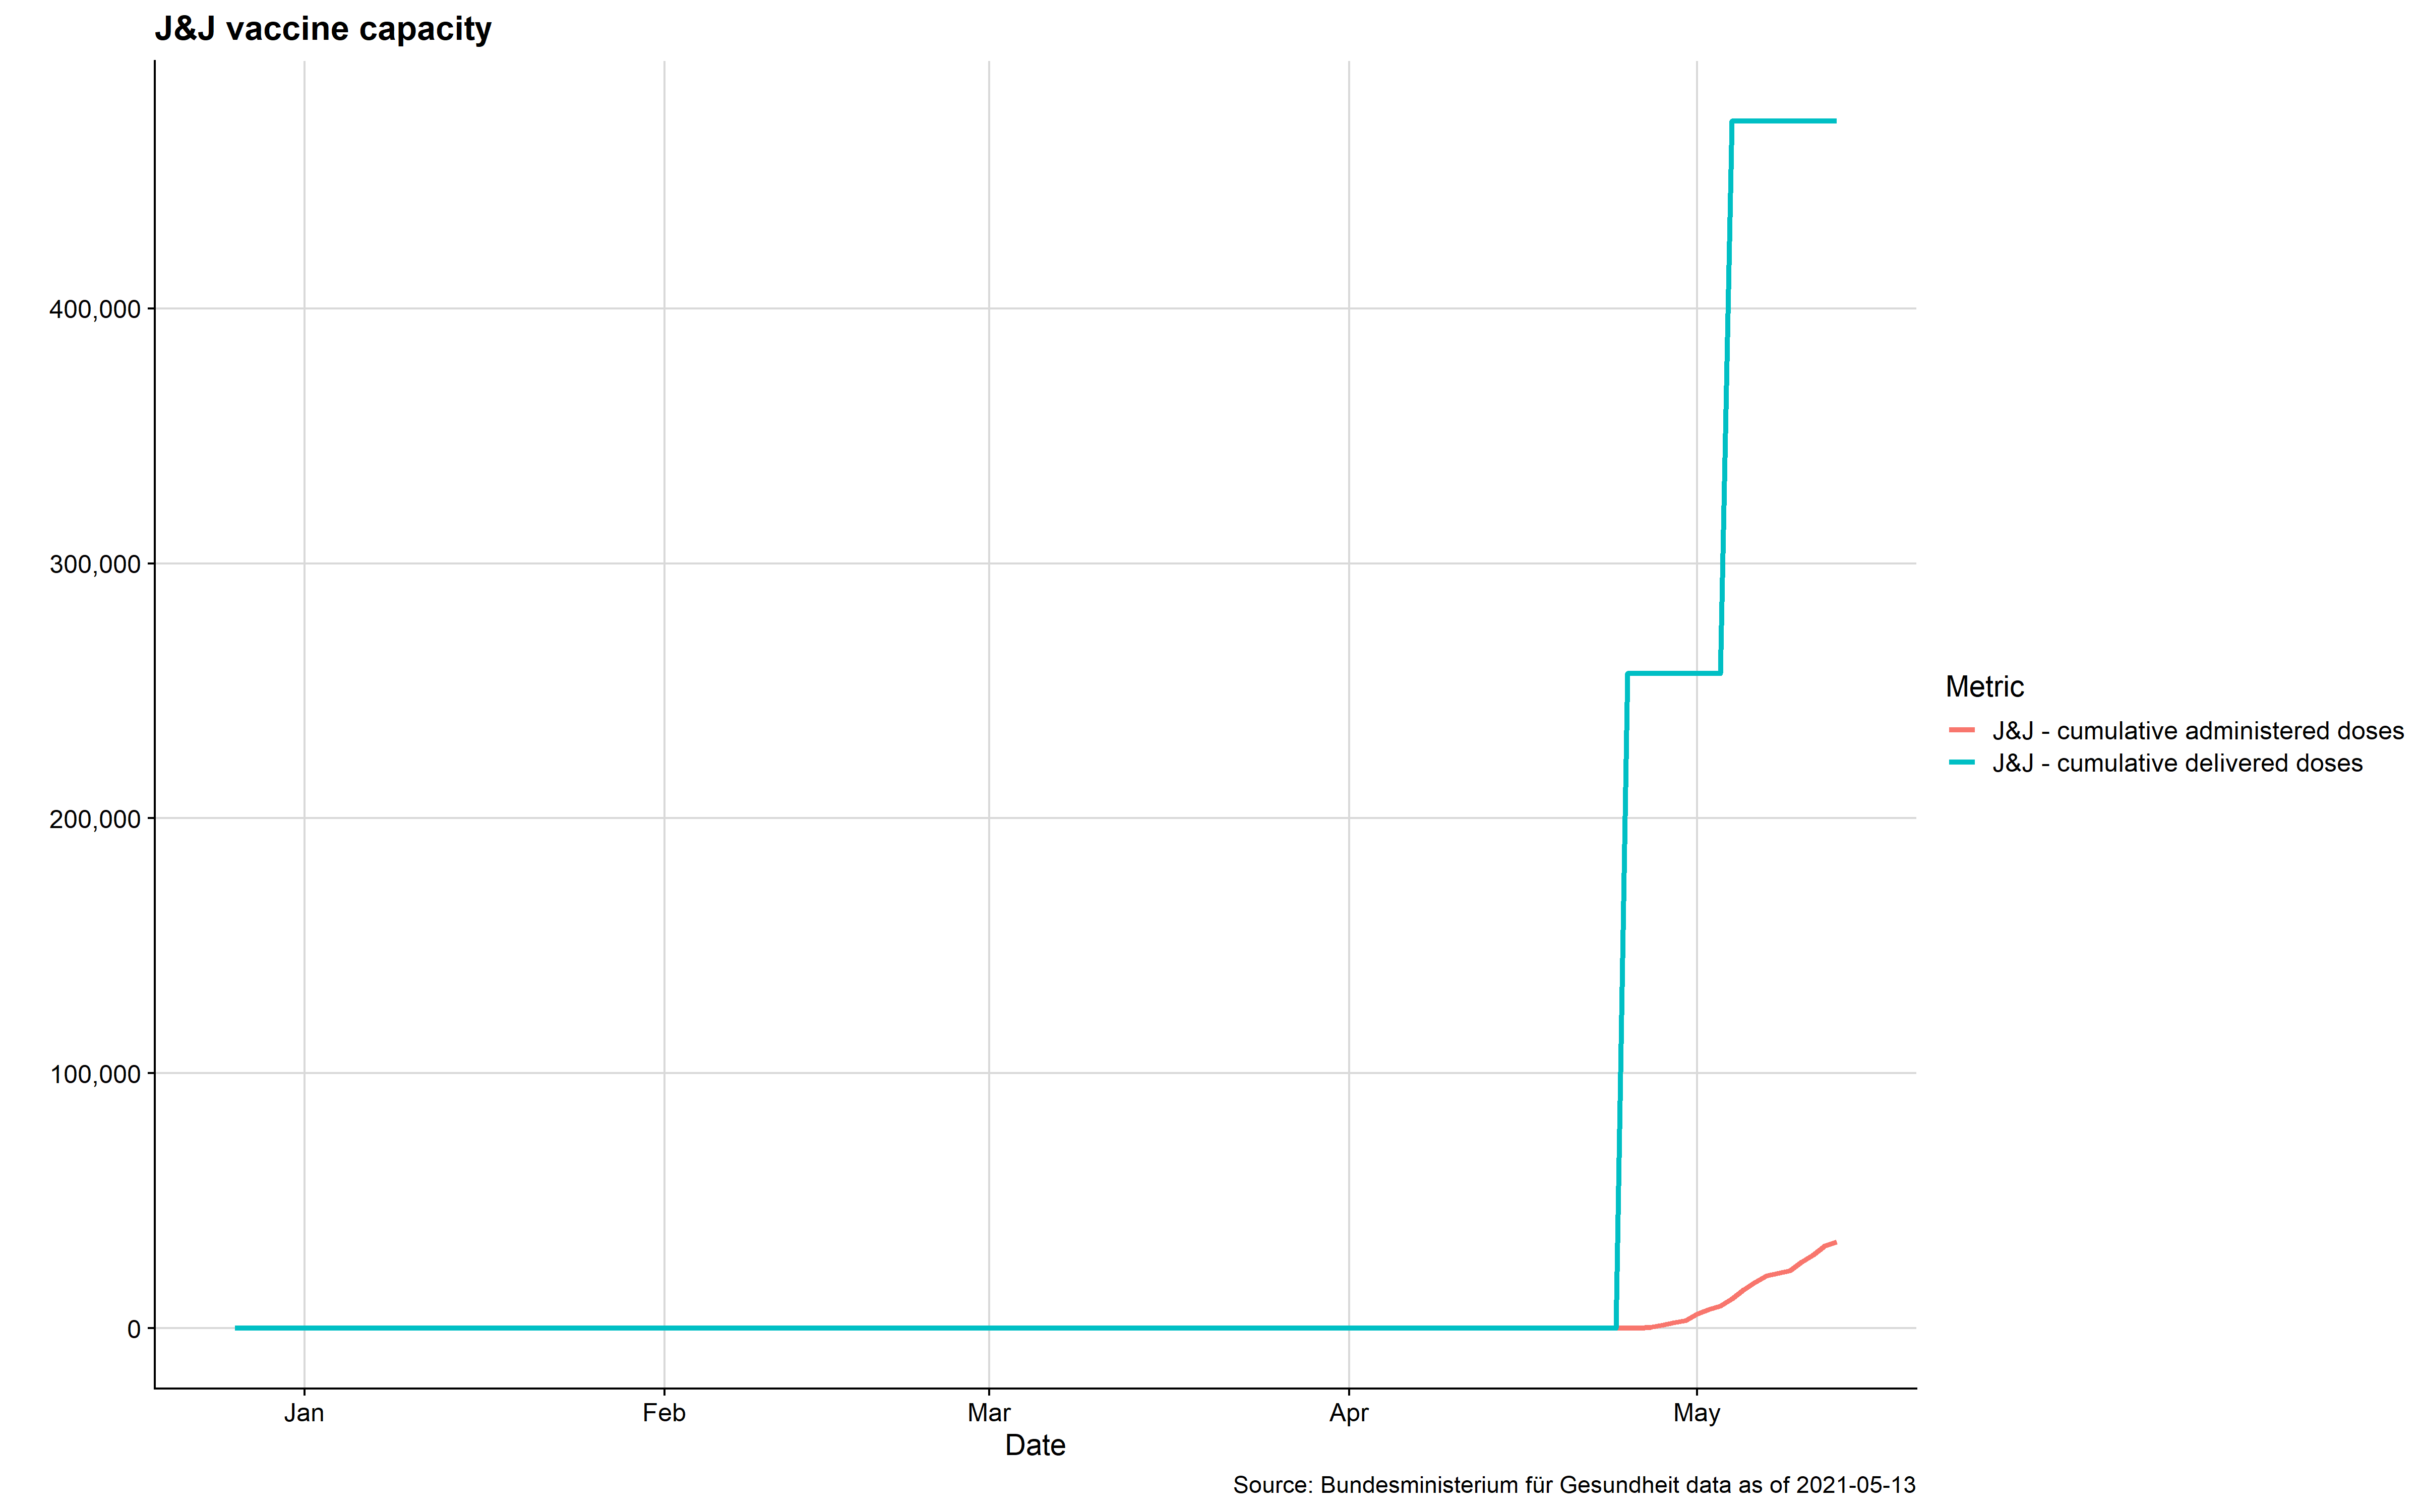 J&J vaccine capacity
400,000
300,000
200,000
100,000
0
Jan Feb Mar Apr May
Date
Metric
J&J - cumulative administered doses
J&J - cumulative delivered doses
Source: Bundesministerium für Gesundheit data as of 2021-05-13